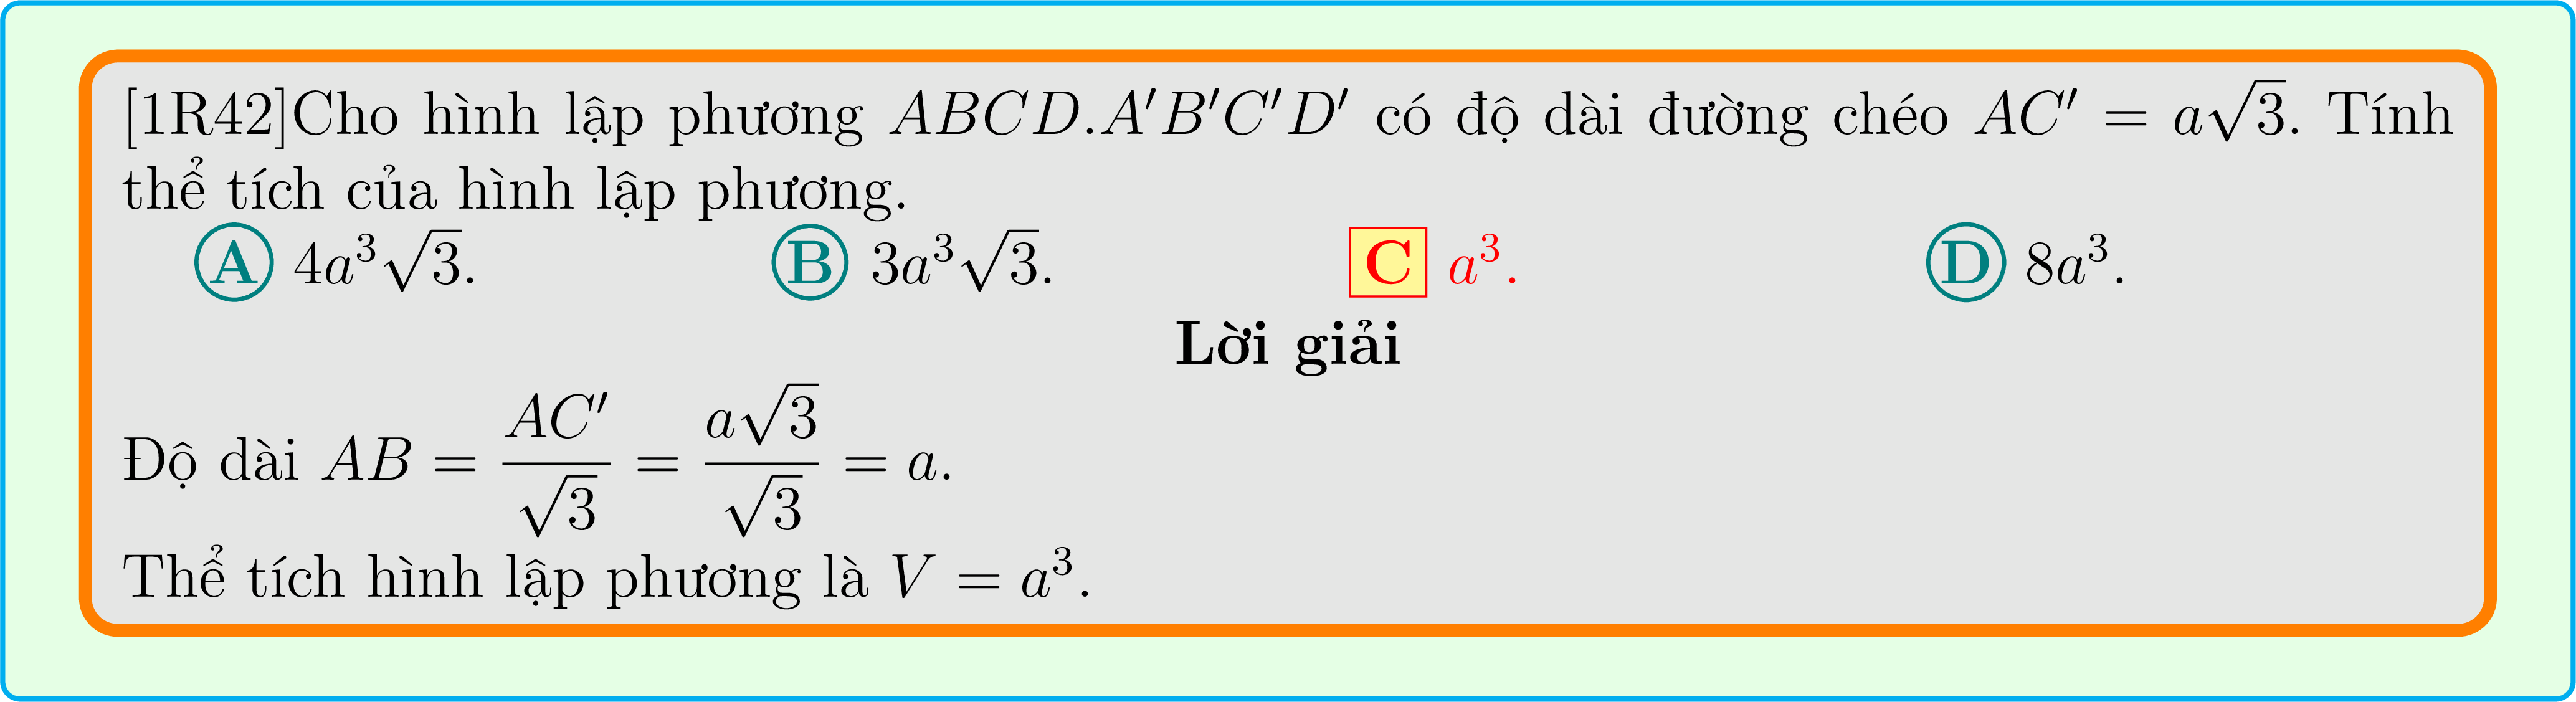 [1R42]Cho hình lập phương $ABCD.A'B'C'D'$ có độ dài đường chéo $AC' = a\sqrt{3}$. Tính
thể tích của hình lập phương.
A $4a^3\sqrt{3}$. B $3a^3\sqrt{3}$. C $a^3$. D $8a^3$.
Lời giải
Độ dài $AB = \dfrac{AC'}{\sqrt{3}} = \dfrac{a\sqrt{3}}{\sqrt{3}} = a$.
Thể tích hình lập phương là $V = a^3$.